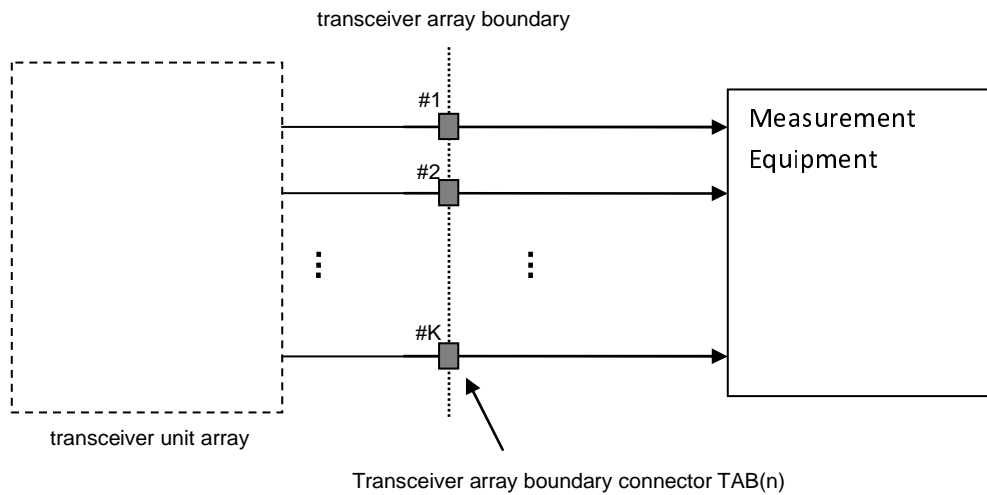 transceiver array boundary
#1
Measurement
Equipment
#2
#K
transceiver unit array
Transceiver array boundary connector TAB(n)